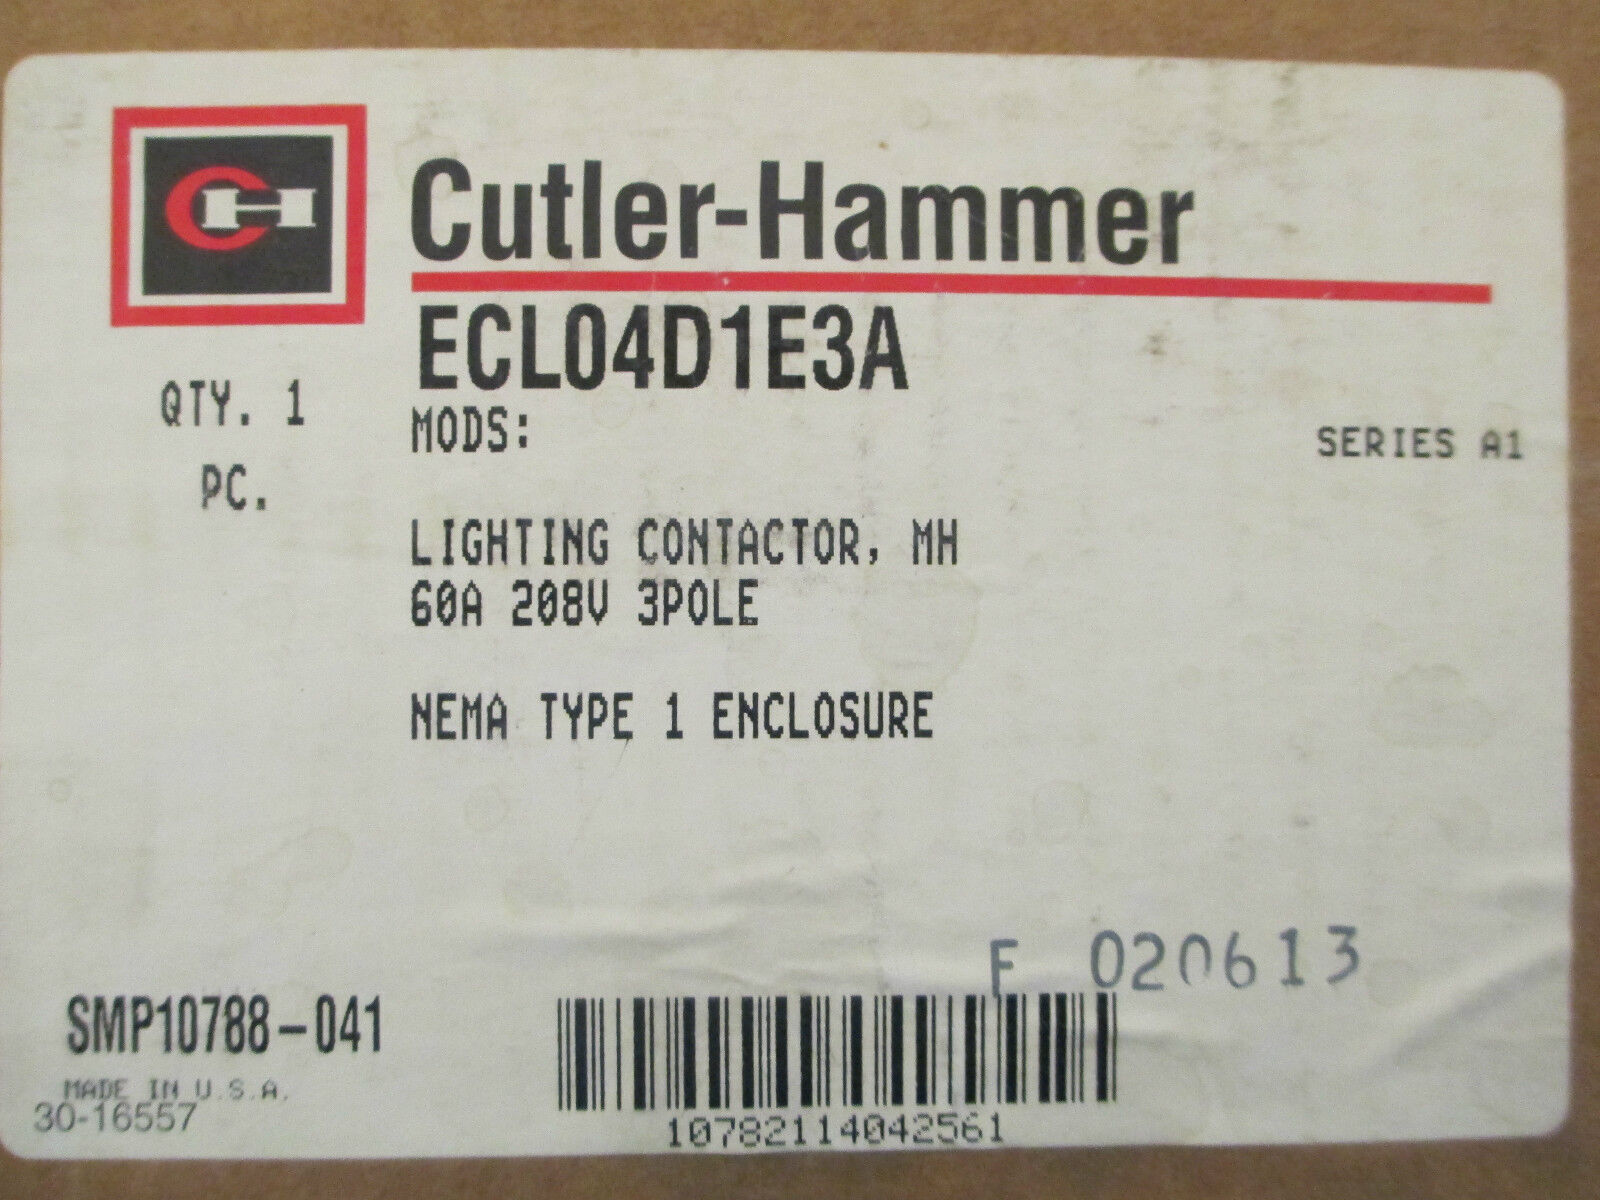 CH
Cutler-Hammer
ECL04D1E3A
QTY. 1
PC.
MODS:
SERIES A1
LIGHTING CONTACTOR, MH
60A 208V 3POLE
NEMA TYPE 1 ENCLOSURE
F 020613
SMP10788-041
MADE IN U.S.A.
30-16557
10782114042561